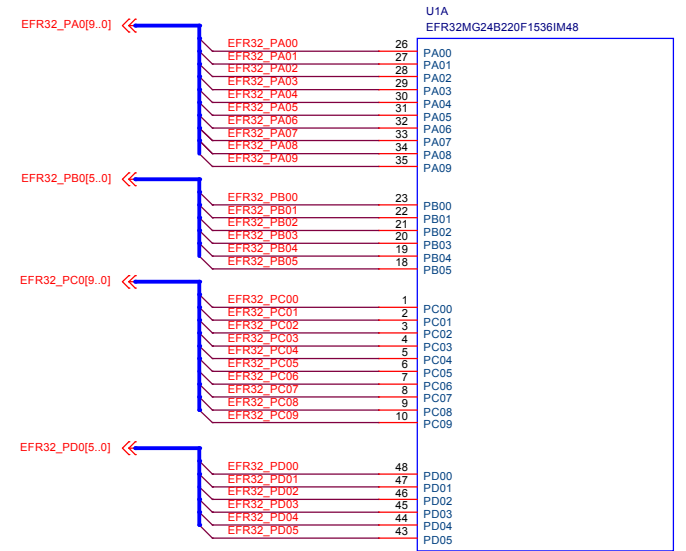 U1A
EFR32MG24B220F1536IM48
EFR32_PA0[9..0]
EFR32_PA00 26 PA00
EFR32_PA01 27 PA01
EFR32_PA02 28 PA02
EFR32_PA03 29 PA03
EFR32_PA04 30 PA04
EFR32_PA05 31 PA05
EFR32_PA06 32 PA06
EFR32_PA07 33 PA07
EFR32_PA08 34 PA08
EFR32_PA09 35 PA09
EFR32_PB0[5..0]
EFR32_PB00 23 PB00
EFR32_PB01 22 PB01
EFR32_PB02 21 PB02
EFR32_PB03 20 PB03
EFR32_PB04 19 PB04
EFR32_PB05 18 PB05
EFR32_PC0[9..0]
EFR32_PC00 1 PC00
EFR32_PC01 2 PC01
EFR32_PC02 3 PC02
EFR32_PC03 4 PC03
EFR32_PC04 5 PC04
EFR32_PC05 6 PC05
EFR32_PC06 7 PC06
EFR32_PC07 8 PC07
EFR32_PC08 9 PC08
EFR32_PC09 10 PC09
EFR32_PD0[5..0]
EFR32_PD00 48 PD00
EFR32_PD01 47 PD01
EFR32_PD02 46 PD02
EFR32_PD03 45 PD03
EFR32_PD04 44 PD04
EFR32_PD05 43 PD05